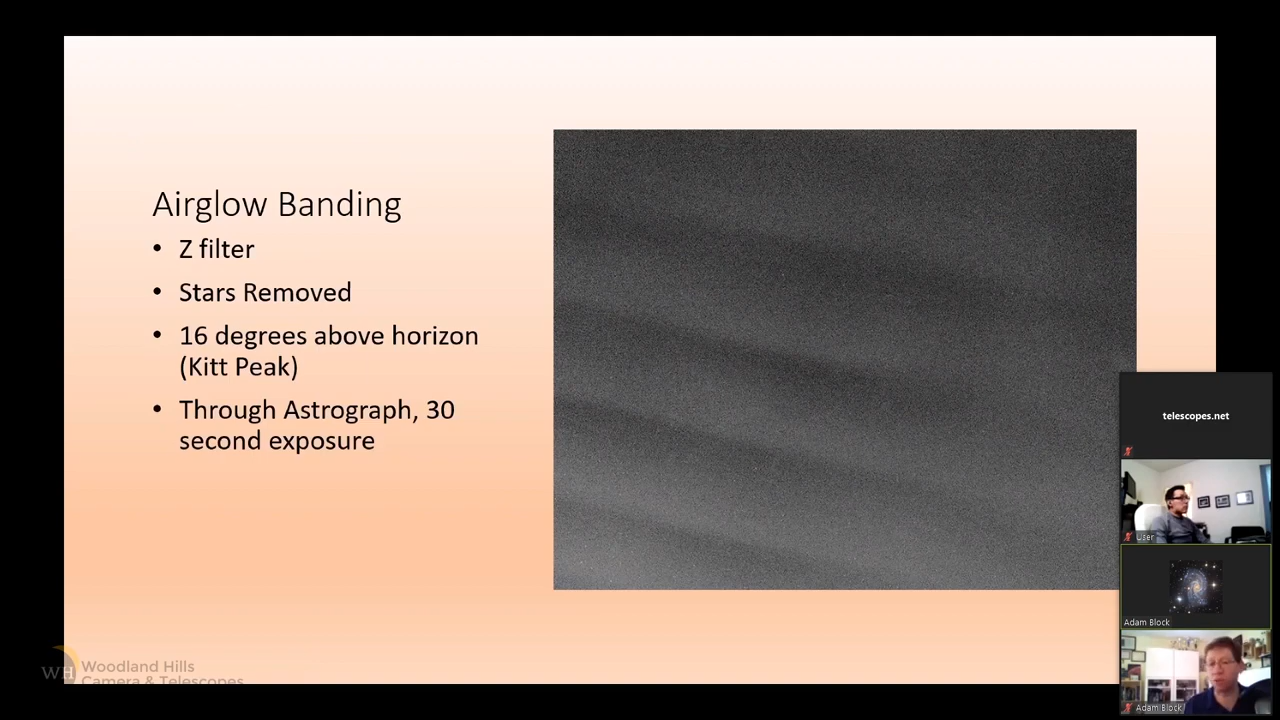 Airglow Banding
• Z filter
• Stars Removed
• 16 degrees above horizon
(Kitt Peak)
• Through Astrograph, 30
second exposure
telescopes.net
User
Adam Block
Adam Block
WH
Woodland Hills
Camera & Telescopes